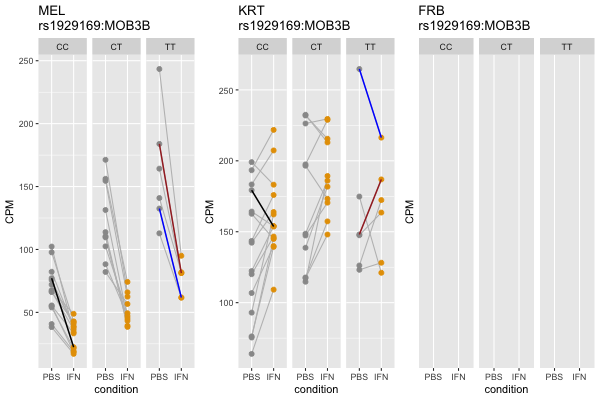 MEL
rs1929169:MOB3B
CC CT TT
250
200
150
100
50
CPM
PBS IFN PBS IFN PBS IFN
condition
KRT
rs1929169:MOB3B
CC CT TT
250
200
150
100
CPM
PBS IFN PBS IFN PBS IFN
condition
FRB
rs1929169:MOB3B
CC CT TT
CPM
PBS IFN PBS IFN PBS IFN
condition